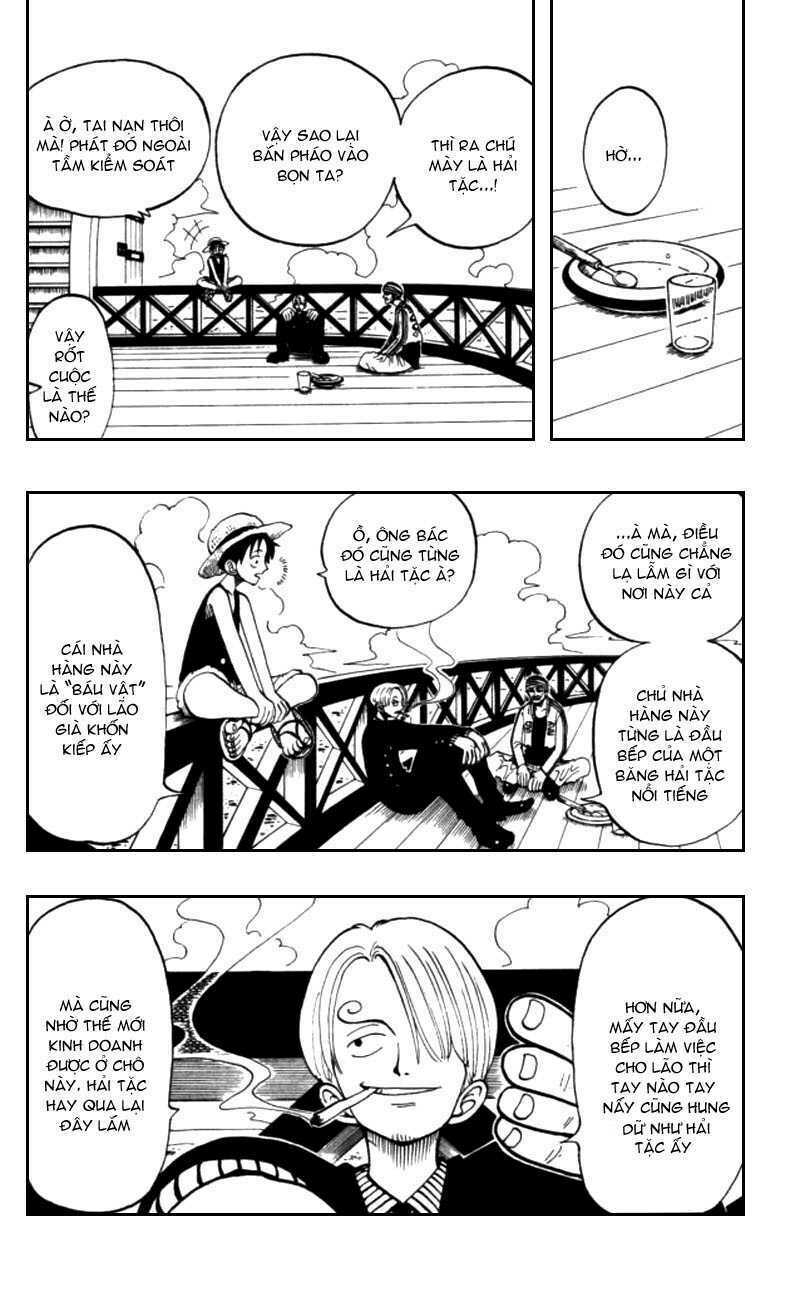 HỜ...
THÌ RA CHÚ
MÀY LÀ HẢI
TẶC...!
VẬY SAO LẠI
BẮN PHÁO VÀO
BỌN TA?
À Ờ, TAI NẠN THÔI
MÀ! PHÁT ĐÓ NGOÀI
TẦM KIỂM SOÁT
VẬY
RỐT
CUỘC
LÀ THẾ
NÀO?
...À MÀ, ĐIỀU
ĐÓ CŨNG CHẲNG
LẠ LẪM GÌ VỚI
NƠI NÀY CẢ
CHỦ NHÀ
HÀNG NÀY
TỪNG LÀ ĐẦU
BẾP CỦA MỘT
BĂNG HẢI TẶC
NỔI TIẾNG
Ồ, ÔNG BÁC
ĐÓ CŨNG TỪNG
LÀ HẢI TẶC À?
CÁI NHÀ
HÀNG NÀY
LÀ "BÁU VẬT"
ĐỐI VỚI LÃO
GIÀ KHỐN
KIẾP ẤY
HƠN NỮA,
MẤY TAY ĐẦU
BẾP LÀM VIỆC
CHO LÃO THÌ
TAY NÀO TAY
NẤY CŨNG HUNG
DỮ NHƯ HẢI
TẶC ẤY
MÀ CŨNG
NHỜ THẾ MỚI
KINH DOANH
ĐƯỢC Ở CHỖ
NÀY. HẢI TẶC
HAY QUA LẠI
ĐÂY LẮM